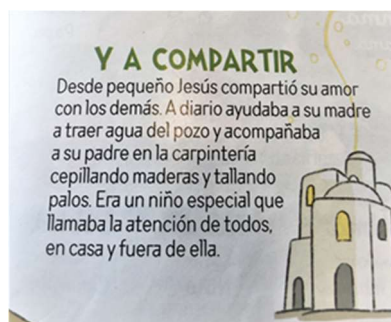 Y A COMPARTIR
Desde pequeño Jesús compartió su amor
con los demás. A diario ayudaba a su madre
a traer agua del pozo y acompañaba
a su padre en la carpintería
cepillando maderas y tallando
palos. Era un niño especial que
llamaba la atención de todos,
en casa y fuera de ella.